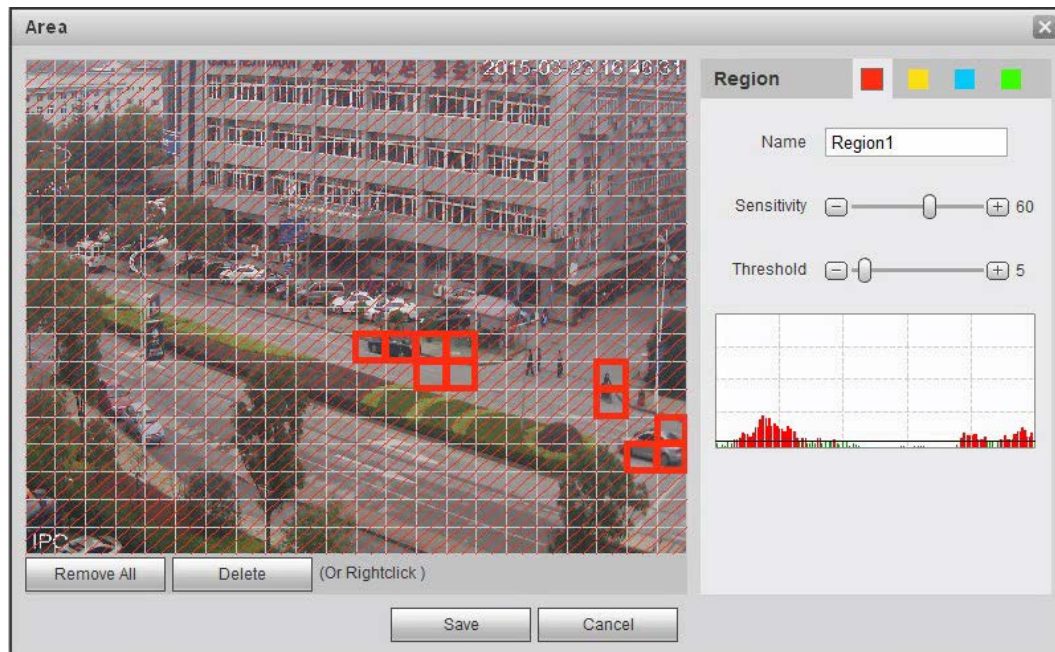 Area
2015-03-23 16:46:31
Region
Name Region1
Sensitivity 60
Threshold 5
IPC
Remove All Delete (Or Rightclick )
Save Cancel